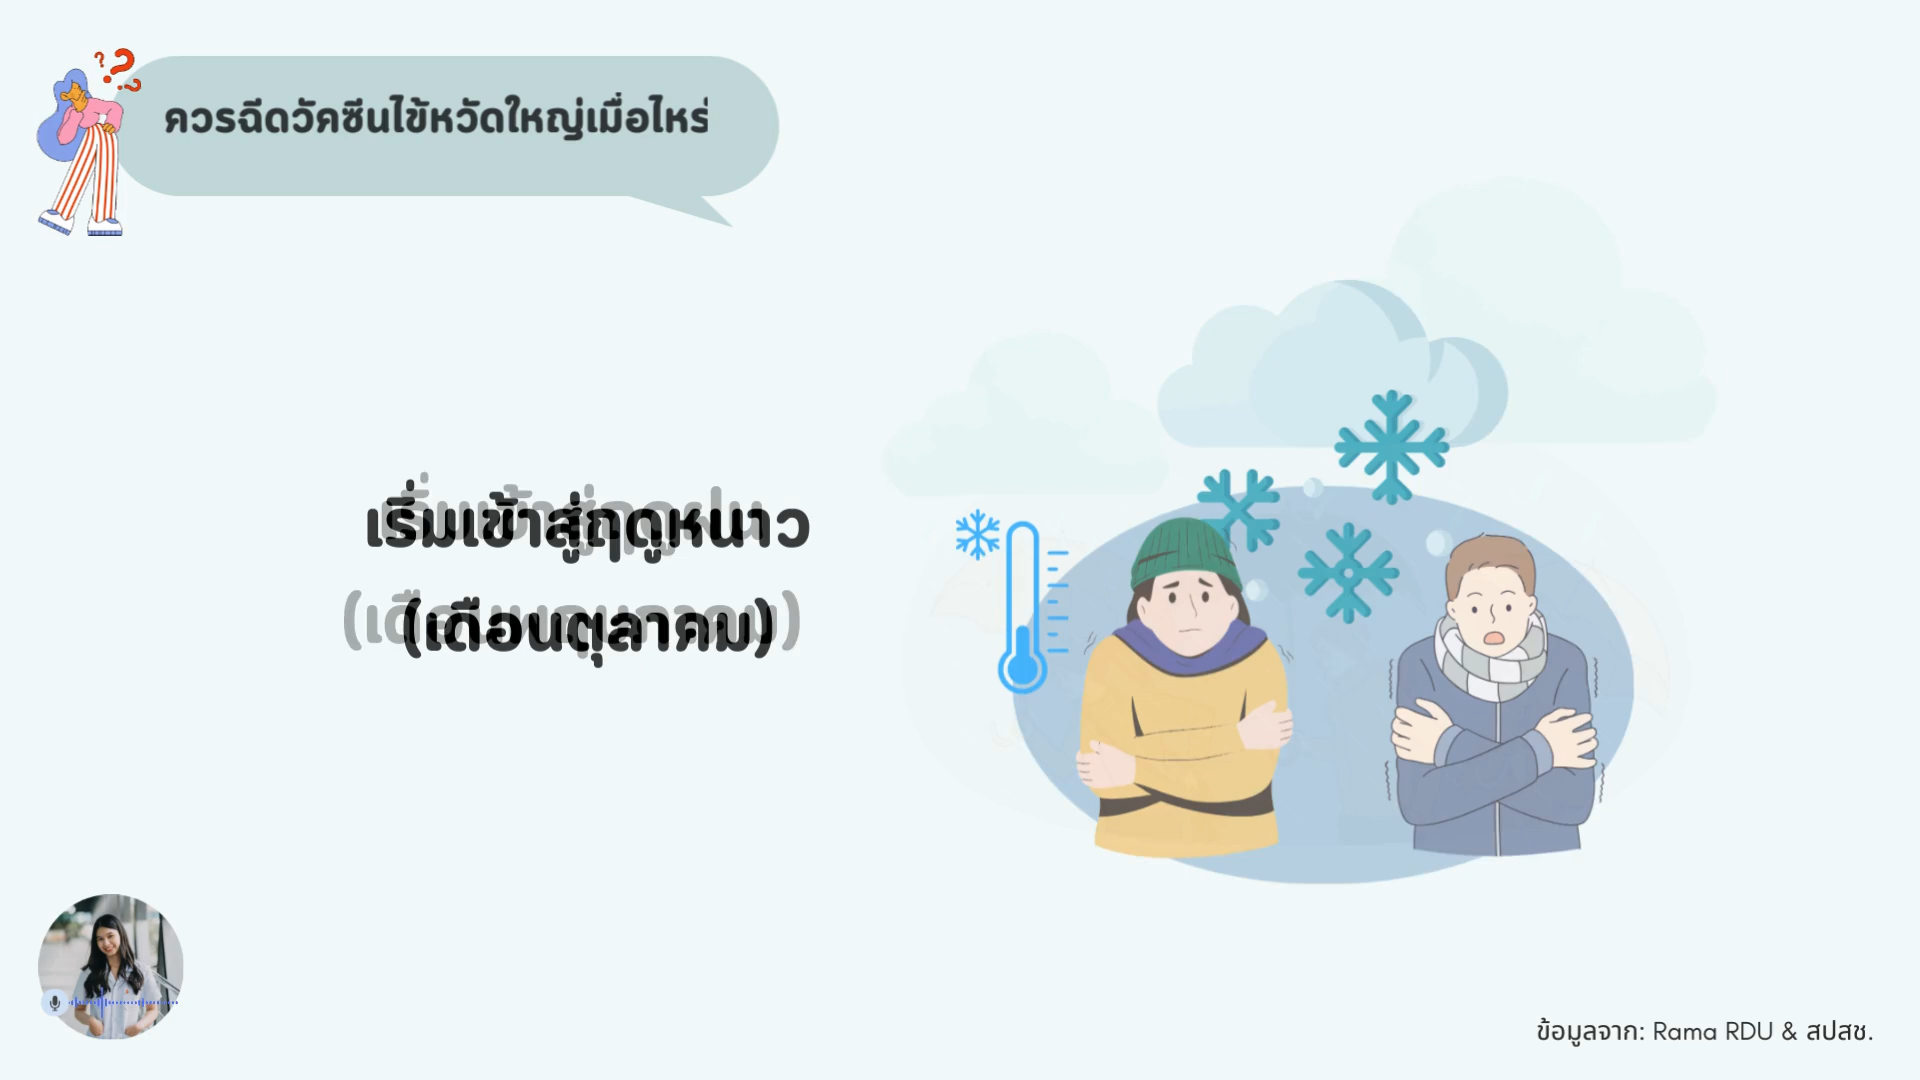 ควรฉีดวัคซีนไข้หวัดใหญ่เมื่อไหร่
เริ่มเข้าสู่ฤดูหนาว
(เดือนตุลาคม)
ข้อมูลจาก: Rama RDU & สปสช.